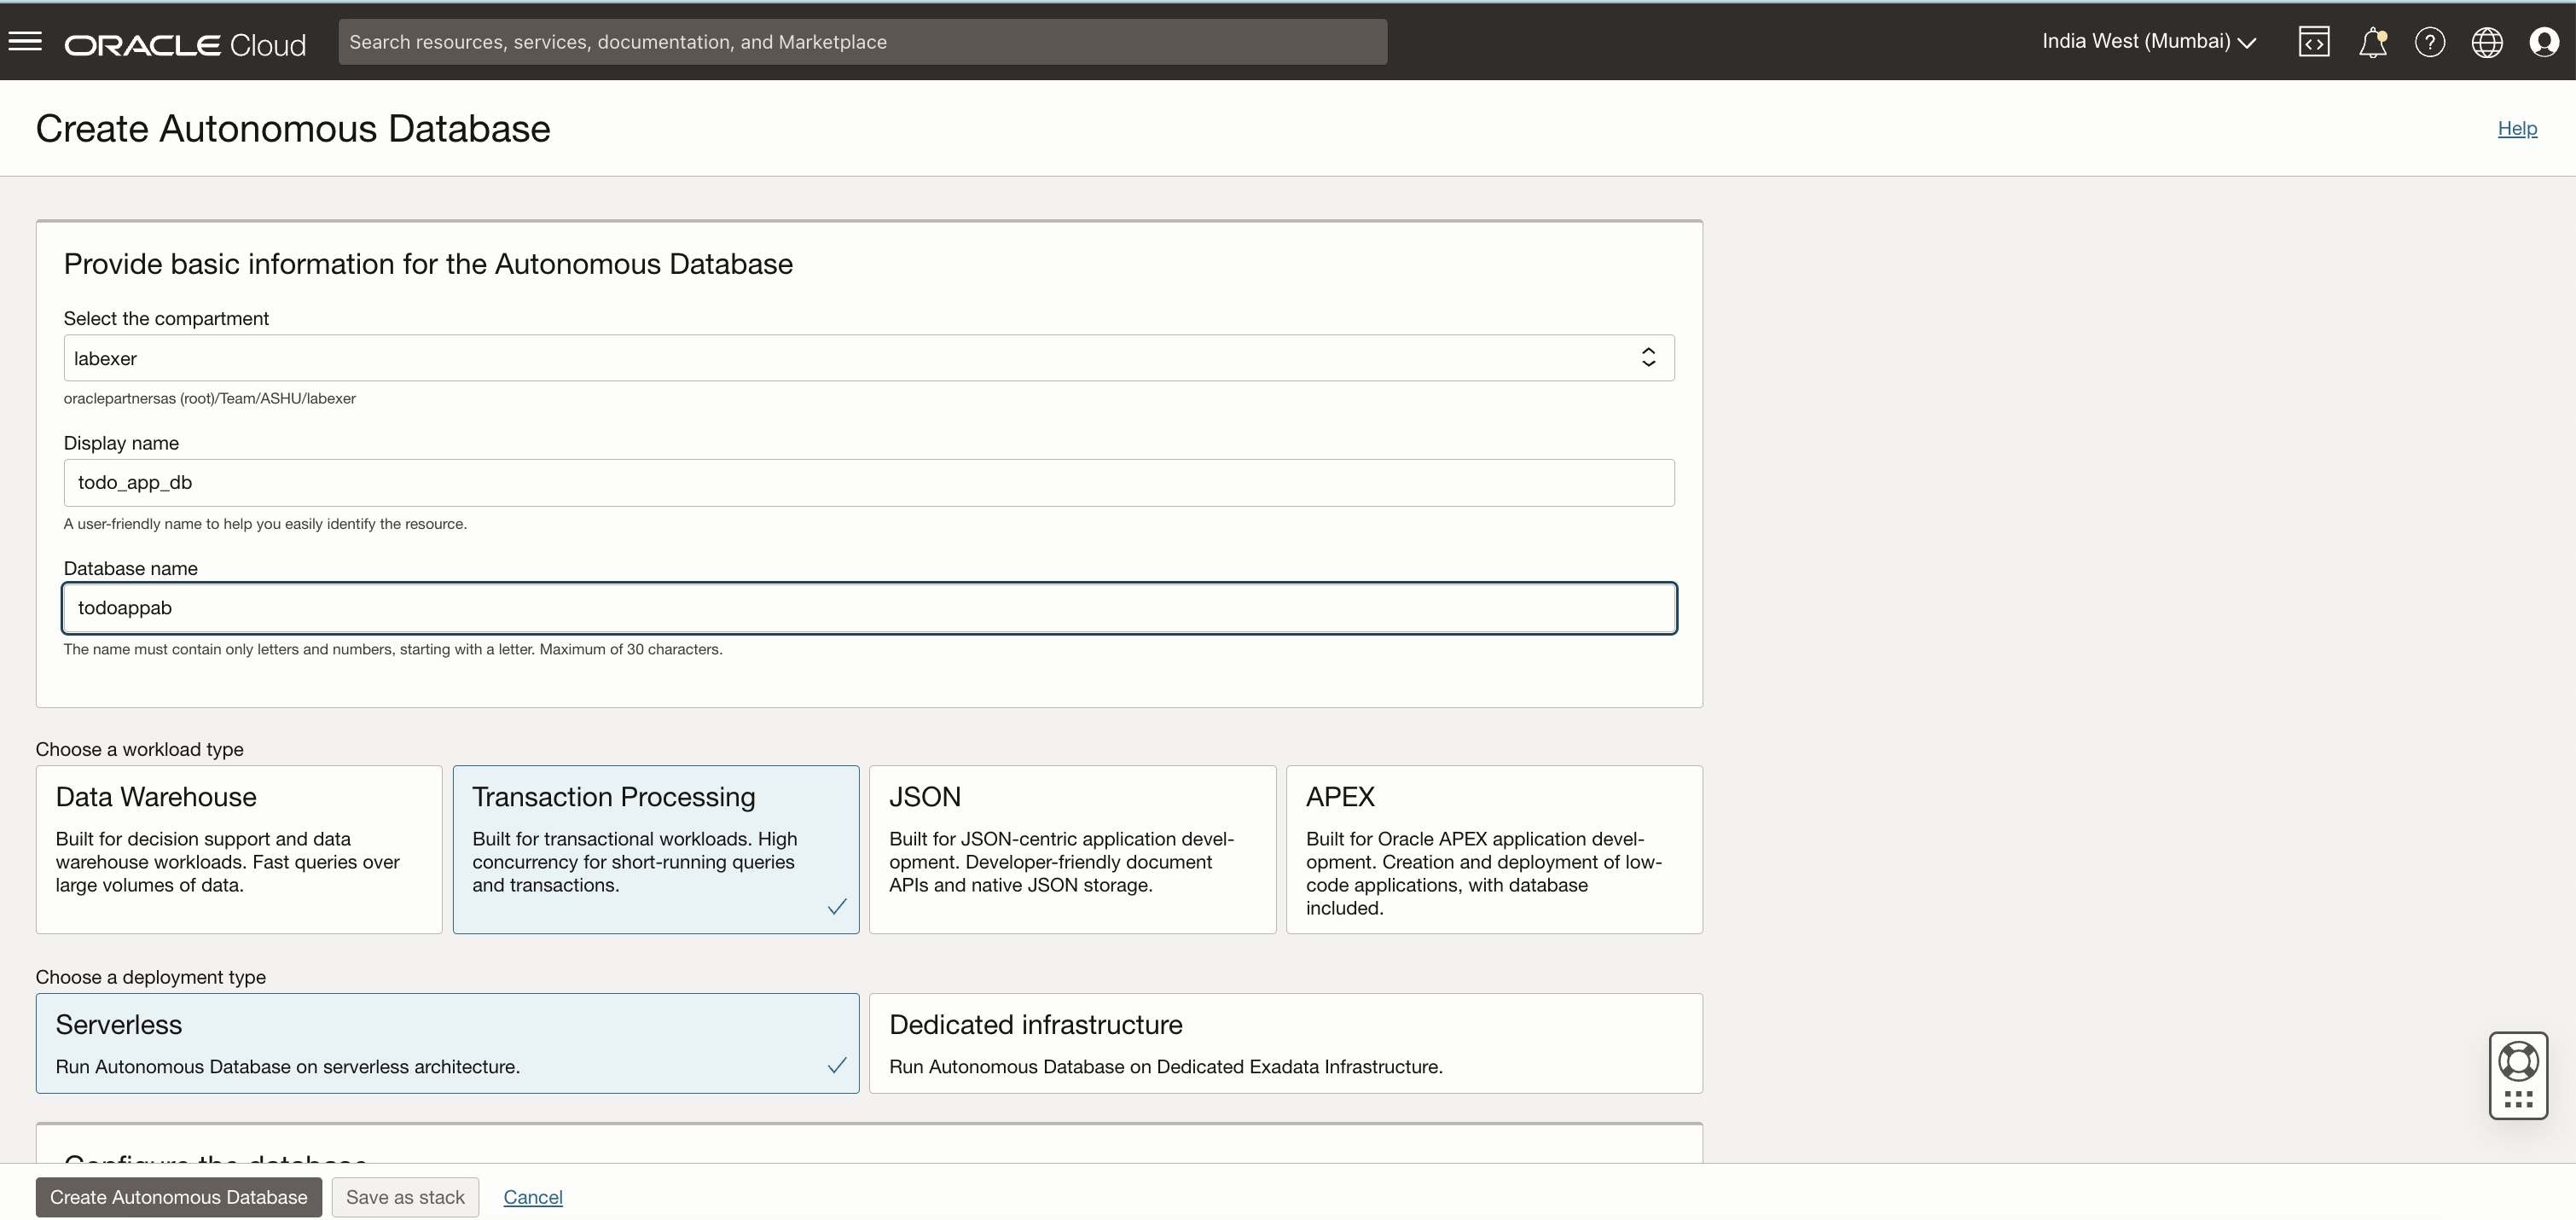 ORACLE Cloud
Search resources, services, documentation, and Marketplace
India West (Mumbai)
Create Autonomous Database
Help
Provide basic information for the Autonomous Database
Select the compartment
labexer
oraclepartnersas (root)/Team/ASHU/labexer
Display name
todo_app_db
A user-friendly name to help you easily identify the resource.
Database name
todoappab
The name must contain only letters and numbers, starting with a letter. Maximum of 30 characters.
Choose a workload type
Data Warehouse
Built for decision support and data
warehouse workloads. Fast queries over
large volumes of data.
Transaction Processing
Built for transactional workloads. High
concurrency for short-running queries
and transactions.
JSON
Built for JSON-centric application devel-
opment. Developer-friendly document
APIs and native JSON storage.
APEX
Built for Oracle APEX application devel-
opment. Creation and deployment of low-
code applications, with database
included.
Choose a deployment type
Serverless
Run Autonomous Database on serverless architecture.
Dedicated infrastructure
Run Autonomous Database on Dedicated Exadata Infrastructure.
Configure the database
Create Autonomous Database
Save as stack
Cancel